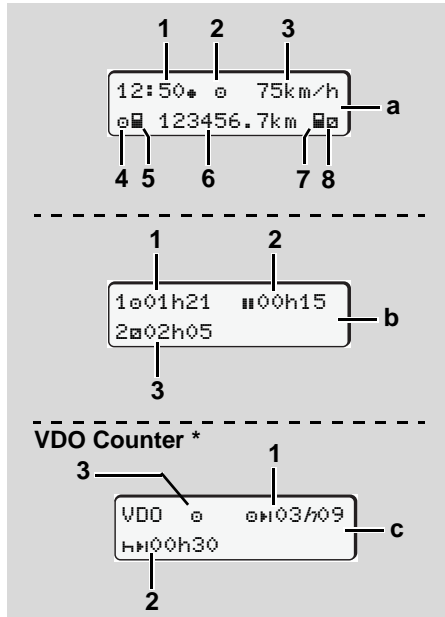 1 2 3
12:50● ⊙ 75km/h
a
⊙ 123456.7km
4 5 6 7 8
1 2
1⊙01h21 00h15
b
2⧄02h05
3
VDO Counter *
3 1
VDO ⊙ ⊙03h09
c
00h30
2